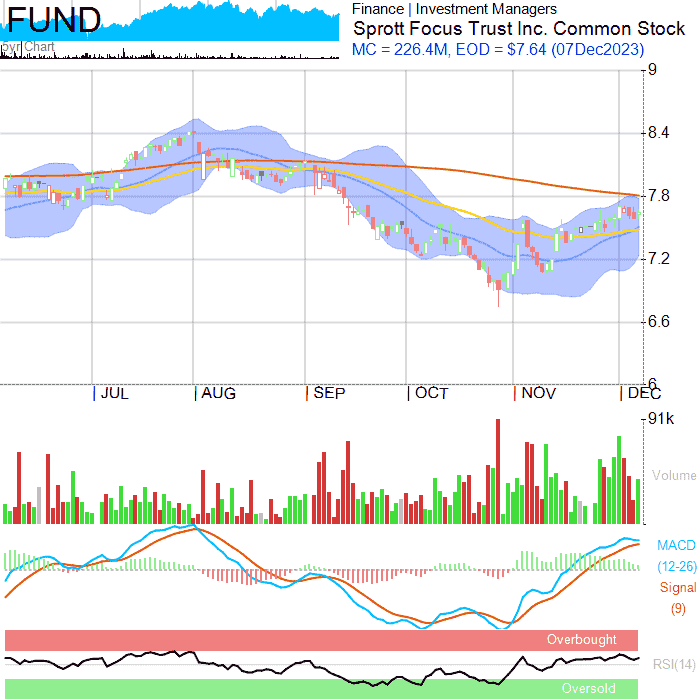 FUND
5yr Chart
Finance | Investment Managers
Sprott Focus Trust Inc. Common Stock
MC = 226.4M, EOD = $7.64 (07Dec2023)
9
8.4
7.8
7.2
6.6
6
JUL AUG SEP OCT NOV DEC
91k
Volume
MACD
(12-26)
Signal
(9)
Overbought
RSI(14)
Oversold